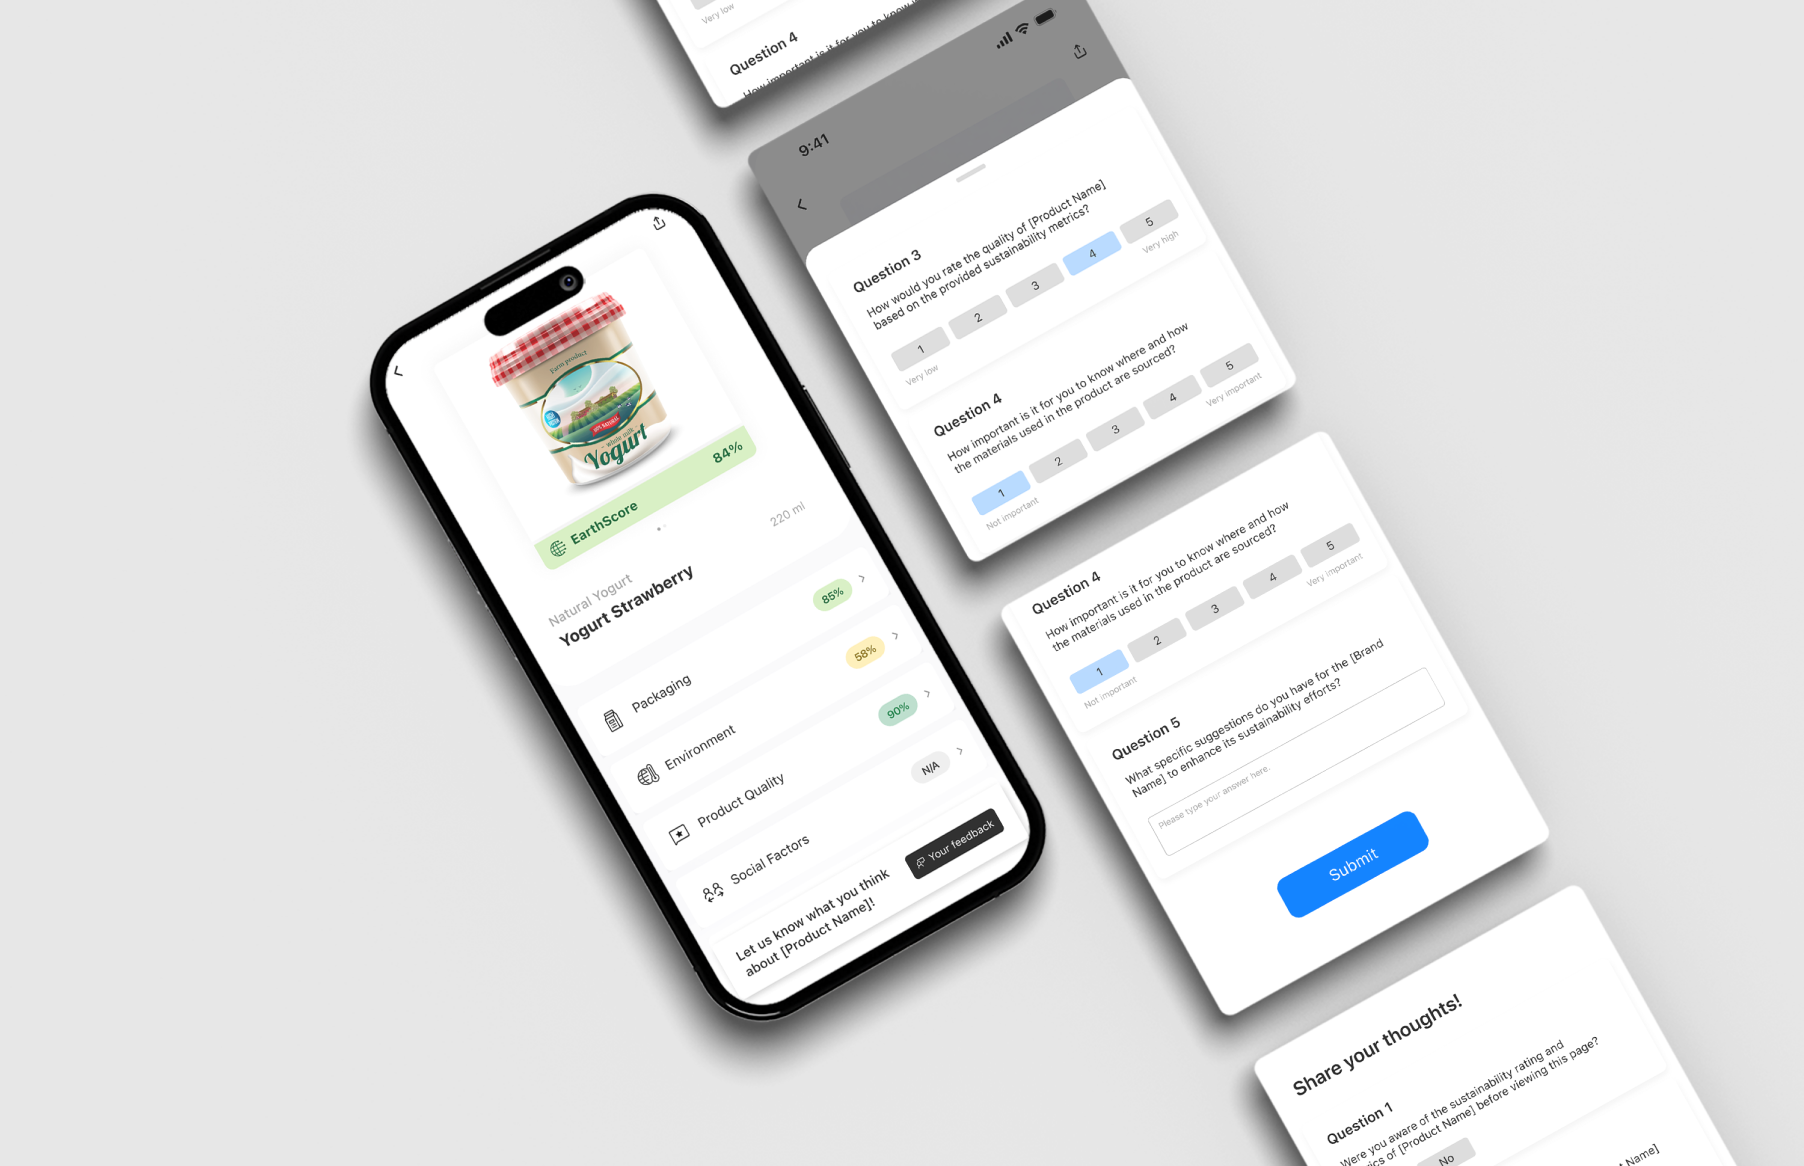 Very low
Question 4
How important is it for you to know
9:41
Question 3
How would you rate the quality of [Product Name]
based on the provided sustainability metrics?
1
2
3
4
5
Very low
Very high
Question 4
How important is it for you to know where and how
the materials used in the product are sourced?
1
2
3
4
5
Not important
Very important
Farm product
100% NATURAL
whole milk
Yogurt
EarthScore
84%
Natural Yogurt
220 ml
Yogurt Strawberry
Packaging
85%
Environment
58%
Product Quality
90%
Social Factors
N/A
Let us know what you think
about [Product Name]!
Your feedback
Question 4
How important is it for you to know where and how
the materials used in the product are sourced?
1
2
3
4
5
Not important
Very important
Question 5
What specific suggestions do you have for the [Brand
Name] to enhance its sustainability efforts?
Please type your answer here.
Submit
Share your thoughts!
Question 1
Were you aware of the sustainability rating and
of [Product Name] before viewing this page?
No
Name]